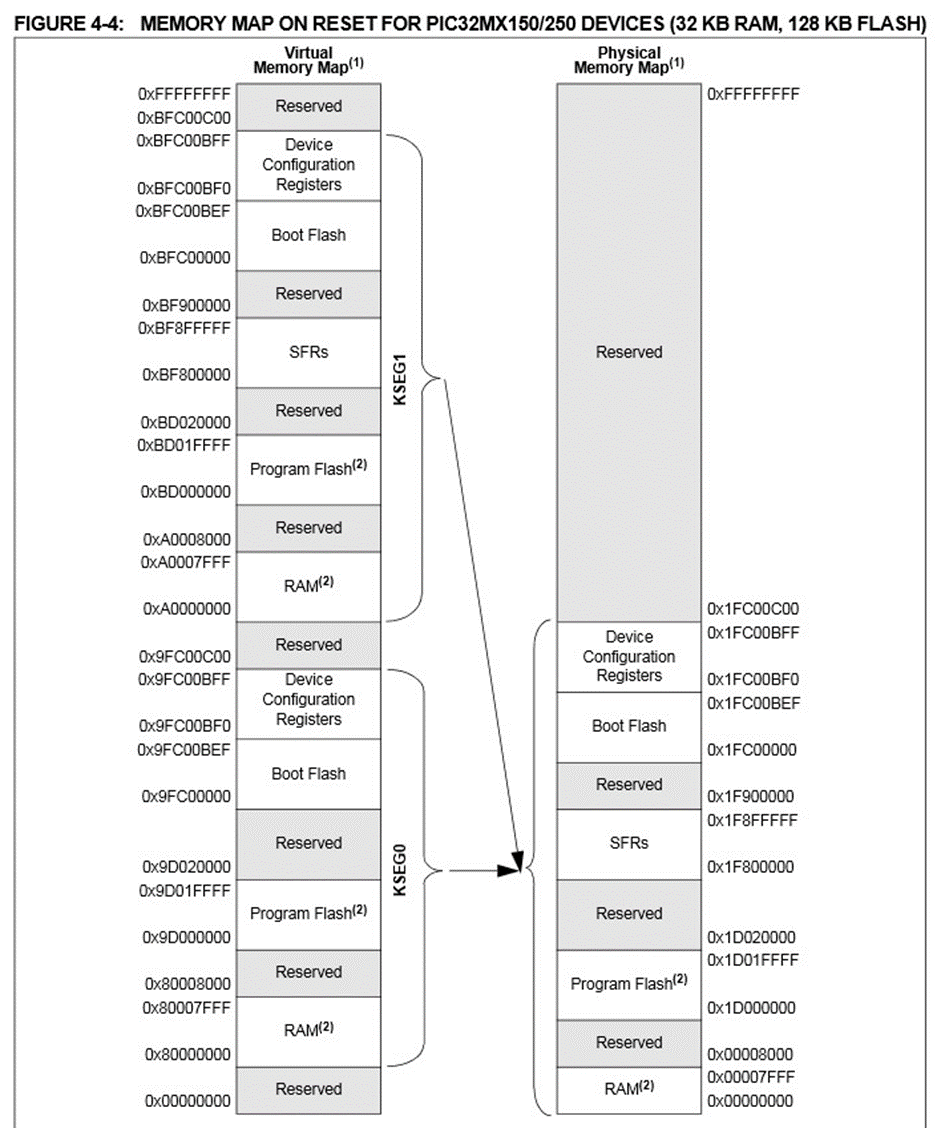 FIGURE 4-4: MEMORY MAP ON RESET FOR PIC32MX150/250 DEVICES (32 KB RAM, 128 KB FLASH)
Virtual
Memory Map(1)
0xFFFFFFFF
Reserved
0xBFC00C00
0xBFC00BFF
Device
Configuration
Registers
0xBFC00BF0
0xBFC00BEF
Boot Flash
0xBFC00000
Reserved
0xBF900000
0xBF8FFFFF
SFRs
0xBF800000
Reserved
0xBD020000
0xBD01FFFF
Program Flash(2)
0xBD000000
Reserved
0xA0008000
0xA0007FFF
RAM(2)
0xA0000000
Reserved
0x9FC00C00
0x9FC00BFF
Device
Configuration
Registers
0x9FC00BF0
0x9FC00BEF
Boot Flash
0x9FC00000
Reserved
0x9D020000
0x9D01FFFF
Program Flash(2)
0x9D000000
Reserved
0x80008000
0x80007FFF
RAM(2)
0x80000000
Reserved
0x00000000
KSEG1
KSEG0
Physical
Memory Map(1)
0xFFFFFFFF
Reserved
0x1FC00C00
0x1FC00BFF
Device
Configuration
Registers
0x1FC00BF0
0x1FC00BEF
Boot Flash
0x1FC00000
Reserved
0x1F900000
0x1F8FFFFF
SFRs
0x1F800000
Reserved
0x1D020000
0x1D01FFFF
Program Flash(2)
0x1D000000
Reserved
0x00008000
0x00007FFF
RAM(2)
0x00000000